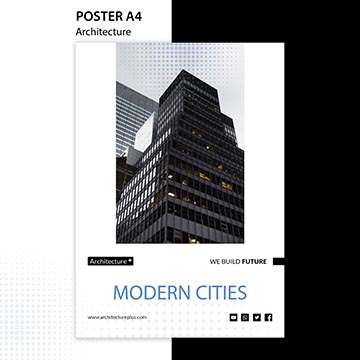 POSTER A4
Architecture
Architecture+
WE BUILD FUTURE
MODERN CITIES
www.architectureplus.com